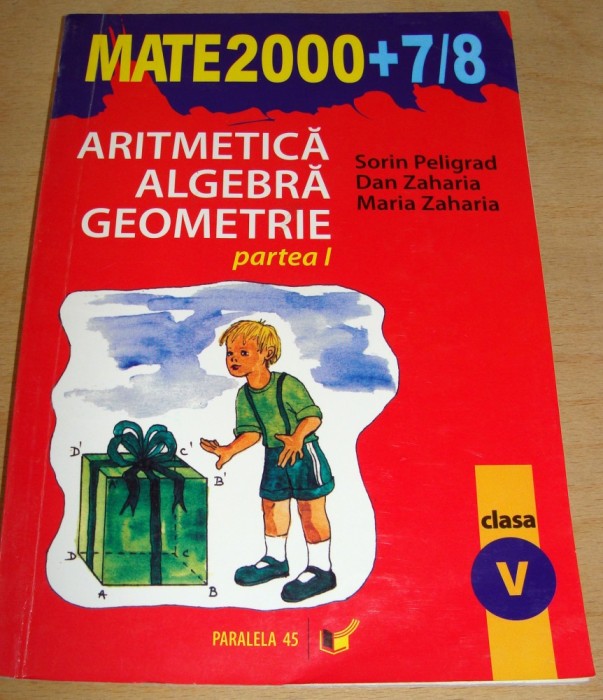 MATE2000+7/8
ARITMETICĂ
ALGEBRĂ
GEOMETRIE
partea I
Sorin Peligrad
Dan Zaharia
Maria Zaharia
D' C'
B'
D C
A B
clasa
V
PARALELA 45